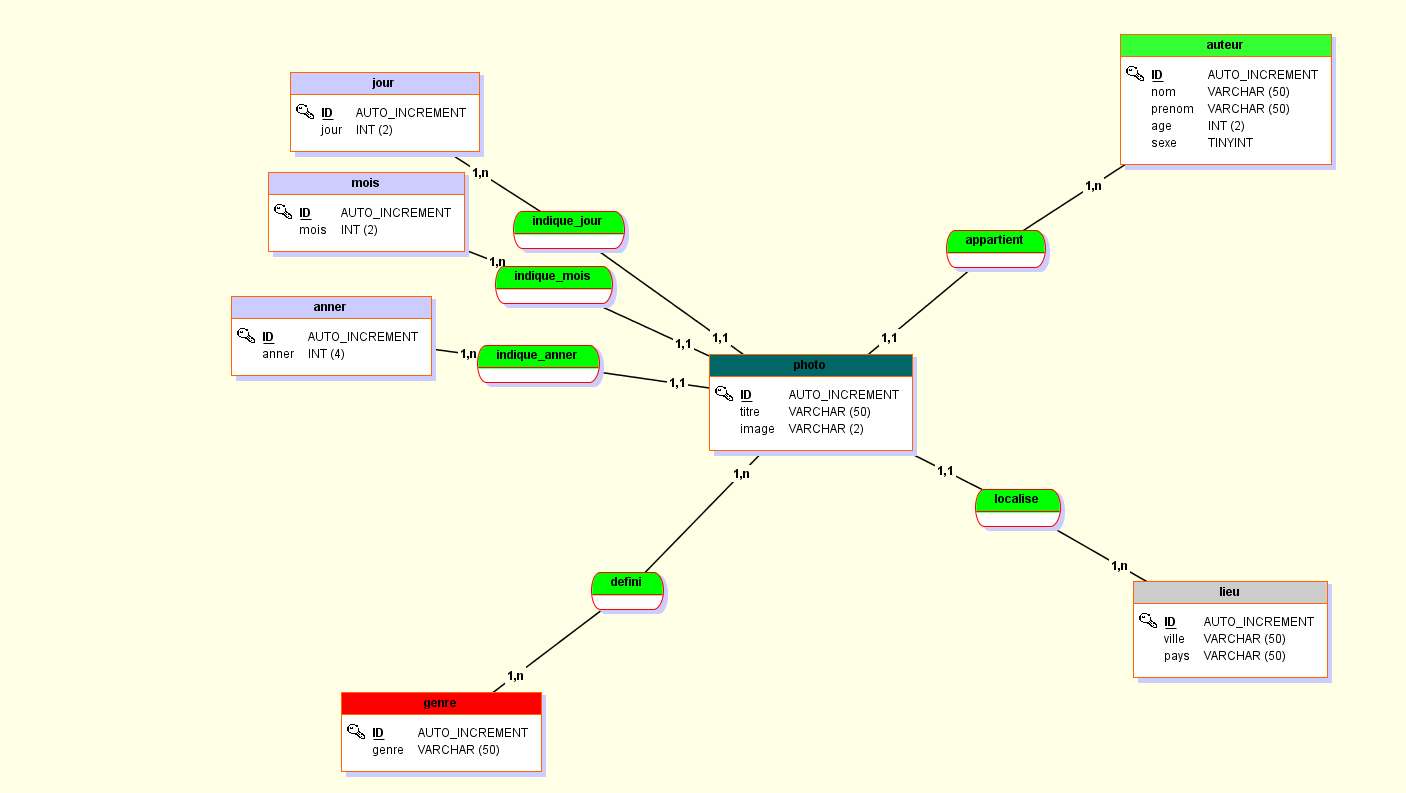 auteur
ID AUTO_INCREMENT
nom VARCHAR (50)
prenom VARCHAR (50)
age INT (2)
sexe TINYINT
1,n
appartient
1,1
jour
ID AUTO_INCREMENT
jour INT (2)
1,n
indique_jour
1,1
mois
ID AUTO_INCREMENT
mois INT (2)
1,n
indique_mois
1,1
anner
ID AUTO_INCREMENT
anner INT (4)
1,n
indique_anner
1,1
photo
ID AUTO_INCREMENT
titre VARCHAR (50)
image VARCHAR (2)
1,n
defini
1,n
1,1
localise
1,n
lieu
ID AUTO_INCREMENT
ville VARCHAR (50)
pays VARCHAR (50)
genre
ID AUTO_INCREMENT
genre VARCHAR (50)